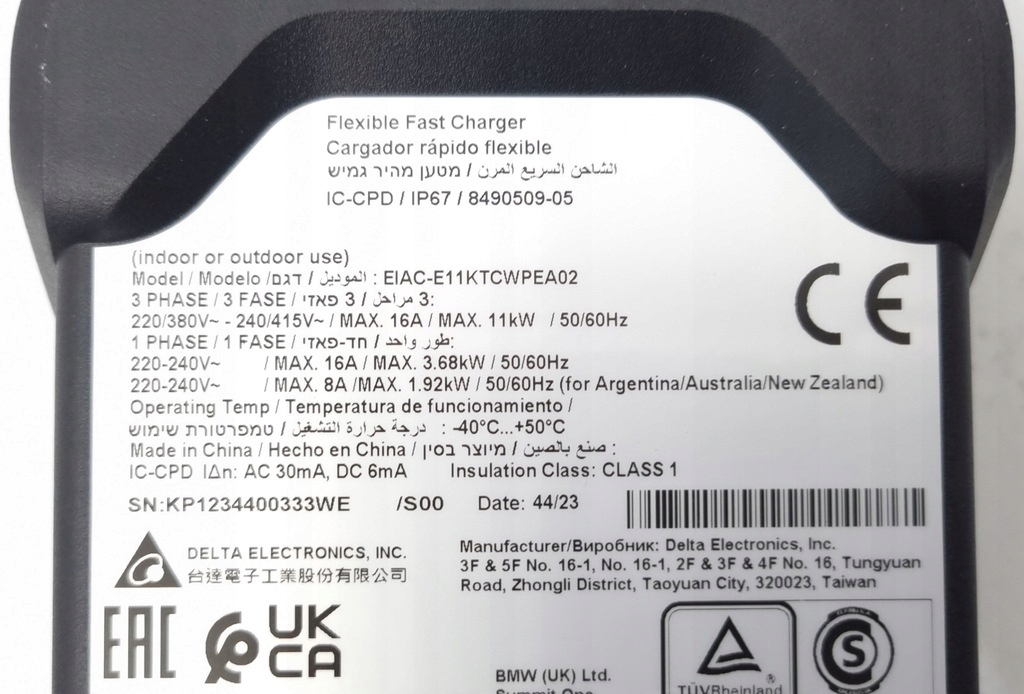 Flexible Fast Charger
Cargador rápido flexible
الشاحن السريع المرن / מטען מהיר גמיש
IC-CPD / IP67 / 8490509-05
(indoor or outdoor use)
Model / Modelo /דגם / الموديل : EIAC-E11KTCWPEA02
3 PHASE / 3 FASE / 3 פאזי / 3 مراحل:
220/380V~ - 240/415V~ / MAX. 16A / MAX. 11kW / 50/60Hz
1 PHASE / 1 FASE / חד-פאזי / طور واحد:
220-240V~ / MAX. 16A / MAX. 3.68kW / 50/60Hz
220-240V~ / MAX. 8A /MAX. 1.92kW / 50/60Hz (for Argentina/Australia/New Zealand)
Operating Temp / Temperatura de funcionamiento /
טמפרטורת שימוש / درجة حرارة التشغيل : -40°C...+50°C
Made in China / Hecho en China / מיוצר בסין / صنع بالصين :
IC-CPD I∆n: AC 30mA, DC 6mA Insulation Class: CLASS 1
CE
SN:KP1234400333WE /S00 Date: 44/23
DELTA ELECTRONICS, INC.
台達電子工業股份有限公司
Manufacturer/Виробник: Delta Electronics, Inc.
3F & 5F No. 16-1, No. 16-1, 2F & 3F & 4F No. 16, Tungyuan
Road, Zhongli District, Taoyuan City, 320023, Taiwan
EAC
UK
CA
BMW (UK) Ltd.
Summit One
TÜVRheinland
S